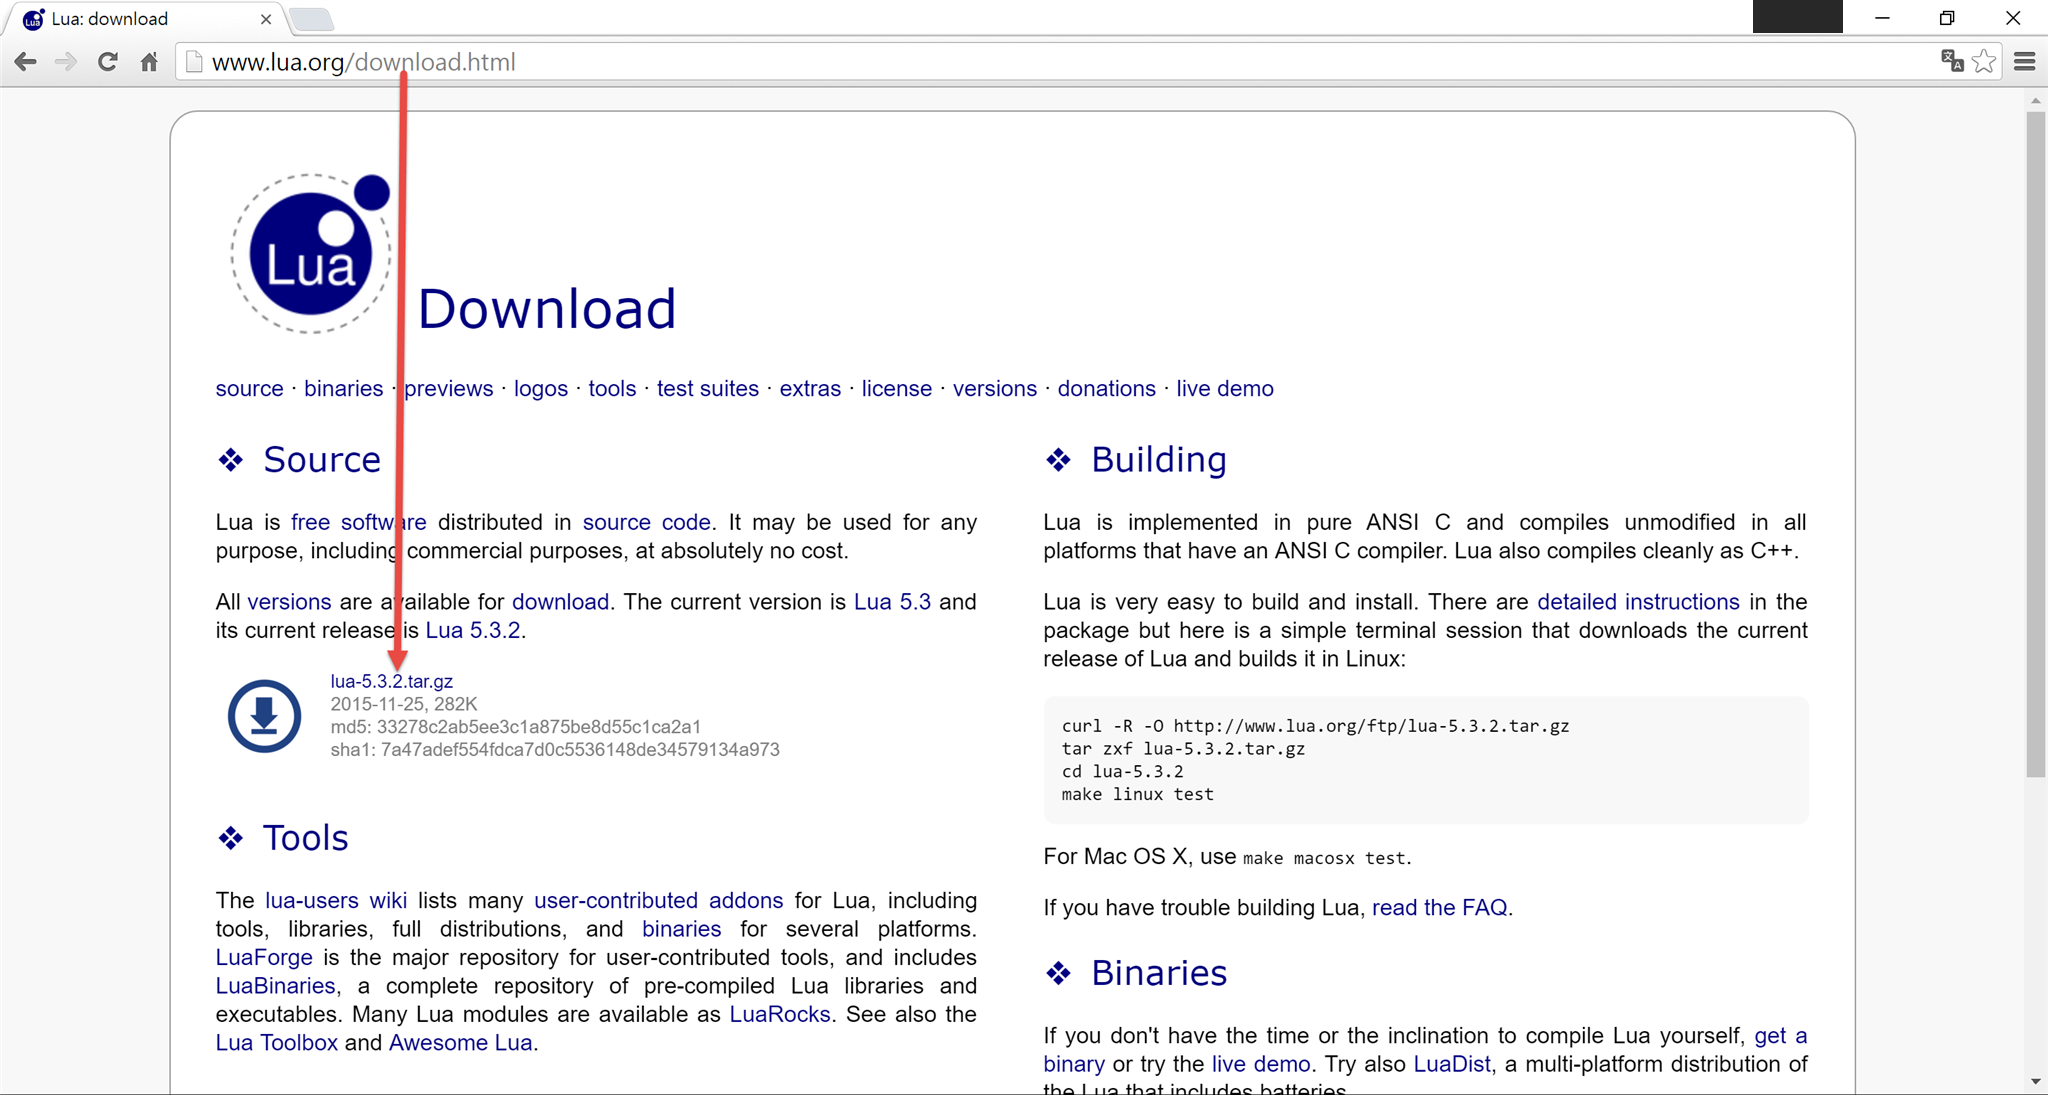 Lua: download
www.lua.org/download.html
Lua
Download
source · binaries · previews · logos · tools · test suites · extras · license · versions · donations · live demo
Source
Lua is free software distributed in source code. It may be used for any
purpose, including commercial purposes, at absolutely no cost.
All versions are available for download. The current version is Lua 5.3 and
its current release is Lua 5.3.2.
lua-5.3.2.tar.gz
2015-11-25, 282K
md5: 33278c2ab5ee3c1a875be8d55c1ca2a1
sha1: 7a47adef554fdca7d0c5536148de34579134a973
Tools
The lua-users wiki lists many user-contributed addons for Lua, including
tools, libraries, full distributions, and binaries for several platforms.
LuaForge is the major repository for user-contributed tools, and includes
LuaBinaries, a complete repository of pre-compiled Lua libraries and
executables. Many Lua modules are available as LuaRocks. See also the
Lua Toolbox and Awesome Lua.
Building
Lua is implemented in pure ANSI C and compiles unmodified in all
platforms that have an ANSI C compiler. Lua also compiles cleanly as C++.
Lua is very easy to build and install. There are detailed instructions in the
package but here is a simple terminal session that downloads the current
release of Lua and builds it in Linux:
curl -R -O http://www.lua.org/ftp/lua-5.3.2.tar.gz
tar zxf lua-5.3.2.tar.gz
cd lua-5.3.2
make linux test
For Mac OS X, use make macosx test.
If you have trouble building Lua, read the FAQ.
Binaries
If you don't have the time or the inclination to compile Lua yourself, get a
binary or try the live demo. Try also LuaDist, a multi-platform distribution of
the Lua that includes batteries.